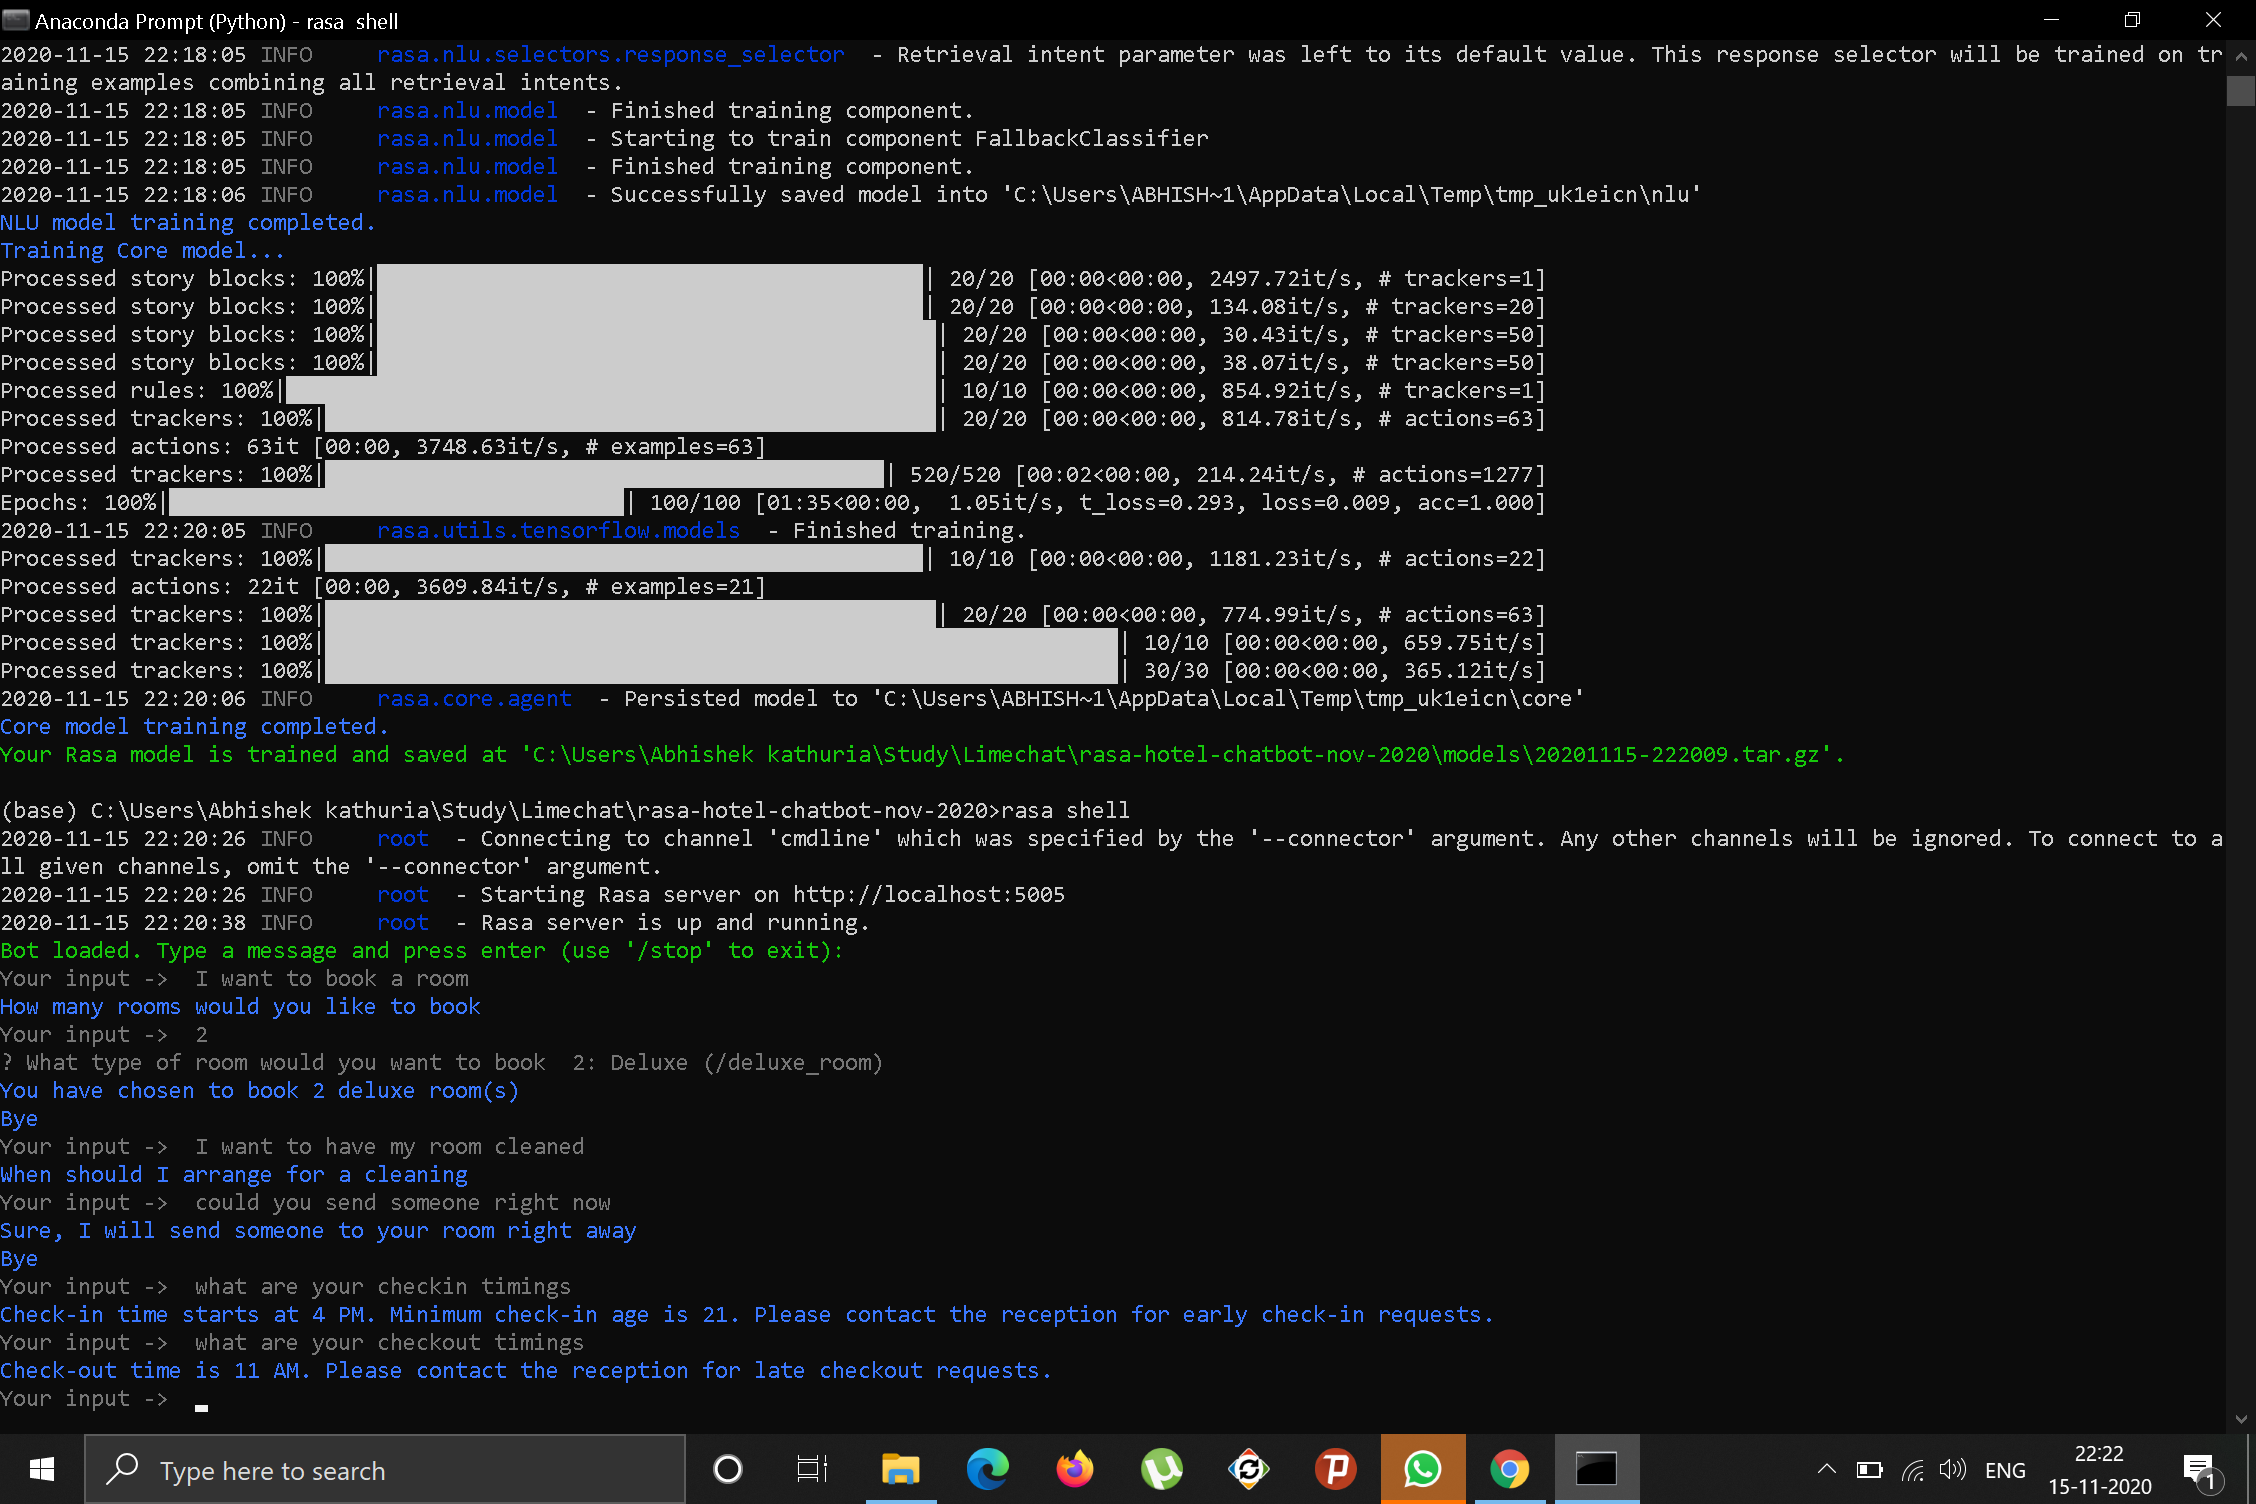 Anaconda Prompt (Python) - rasa  shell
2020-11-15 22:18:05 INFO     rasa.nlu.selectors.response_selector  - Retrieval intent parameter was left to its default value. This response selector will be trained on tr
aining examples combining all retrieval intents.
2020-11-15 22:18:05 INFO     rasa.nlu.model  - Finished training component.
2020-11-15 22:18:05 INFO     rasa.nlu.model  - Starting to train component FallbackClassifier
2020-11-15 22:18:05 INFO     rasa.nlu.model  - Finished training component.
2020-11-15 22:18:06 INFO     rasa.nlu.model  - Successfully saved model into 'C:\Users\ABHISH~1\AppData\Local\Temp\tmp_uk1eicn\nlu'
NLU model training completed.
Training Core model...
Processed story blocks: 100%| | 20/20 [00:00<00:00, 2497.72it/s, # trackers=1]
Processed story blocks: 100%| | 20/20 [00:00<00:00, 134.08it/s, # trackers=20]
Processed story blocks: 100%| | 20/20 [00:00<00:00, 30.43it/s, # trackers=50]
Processed story blocks: 100%| | 20/20 [00:00<00:00, 38.07it/s, # trackers=50]
Processed rules: 100%| | 10/10 [00:00<00:00, 854.92it/s, # trackers=1]
Processed trackers: 100%| | 20/20 [00:00<00:00, 814.78it/s, # actions=63]
Processed actions: 63it [00:00, 3748.63it/s, # examples=63]
Processed trackers: 100%| | 520/520 [00:02<00:00, 214.24it/s, # actions=1277]
Epochs: 100%| | 100/100 [01:35<00:00,  1.05it/s, t_loss=0.293, loss=0.009, acc=1.000]
2020-11-15 22:20:05 INFO     rasa.utils.tensorflow.models  - Finished training.
Processed trackers: 100%| | 10/10 [00:00<00:00, 1181.23it/s, # actions=22]
Processed actions: 22it [00:00, 3609.84it/s, # examples=21]
Processed trackers: 100%| | 20/20 [00:00<00:00, 774.99it/s, # actions=63]
Processed trackers: 100%| | 10/10 [00:00<00:00, 659.75it/s]
Processed trackers: 100%| | 30/30 [00:00<00:00, 365.12it/s]
2020-11-15 22:20:06 INFO     rasa.core.agent  - Persisted model to 'C:\Users\ABHISH~1\AppData\Local\Temp\tmp_uk1eicn\core'
Core model training completed.
Your Rasa model is trained and saved at 'C:\Users\Abhishek kathuria\Study\Limechat\rasa-hotel-chatbot-nov-2020\models\20201115-222009.tar.gz'.
(base) C:\Users\Abhishek kathuria\Study\Limechat\rasa-hotel-chatbot-nov-2020>rasa shell
2020-11-15 22:20:26 INFO     root  - Connecting to channel 'cmdline' which was specified by the '--connector' argument. Any other channels will be ignored. To connect to a
ll given channels, omit the '--connector' argument.
2020-11-15 22:20:26 INFO     root  - Starting Rasa server on http://localhost:5005
2020-11-15 22:20:38 INFO     root  - Rasa server is up and running.
Bot loaded. Type a message and press enter (use '/stop' to exit):
Your input ->  I want to book a room
How many rooms would you like to book
Your input ->  2
? What type of room would you want to book  2: Deluxe (/deluxe_room)
You have chosen to book 2 deluxe room(s)
Bye
Your input ->  I want to have my room cleaned
When should I arrange for a cleaning
Your input ->  could you send someone right now
Sure, I will send someone to your room right away
Bye
Your input ->  what are your checkin timings
Check-in time starts at 4 PM. Minimum check-in age is 21. Please contact the reception for early check-in requests.
Your input ->  what are your checkout timings
Check-out time is 11 AM. Please contact the reception for late checkout requests.
Your input ->
Type here to search
ENG
22:22
15-11-2020
1